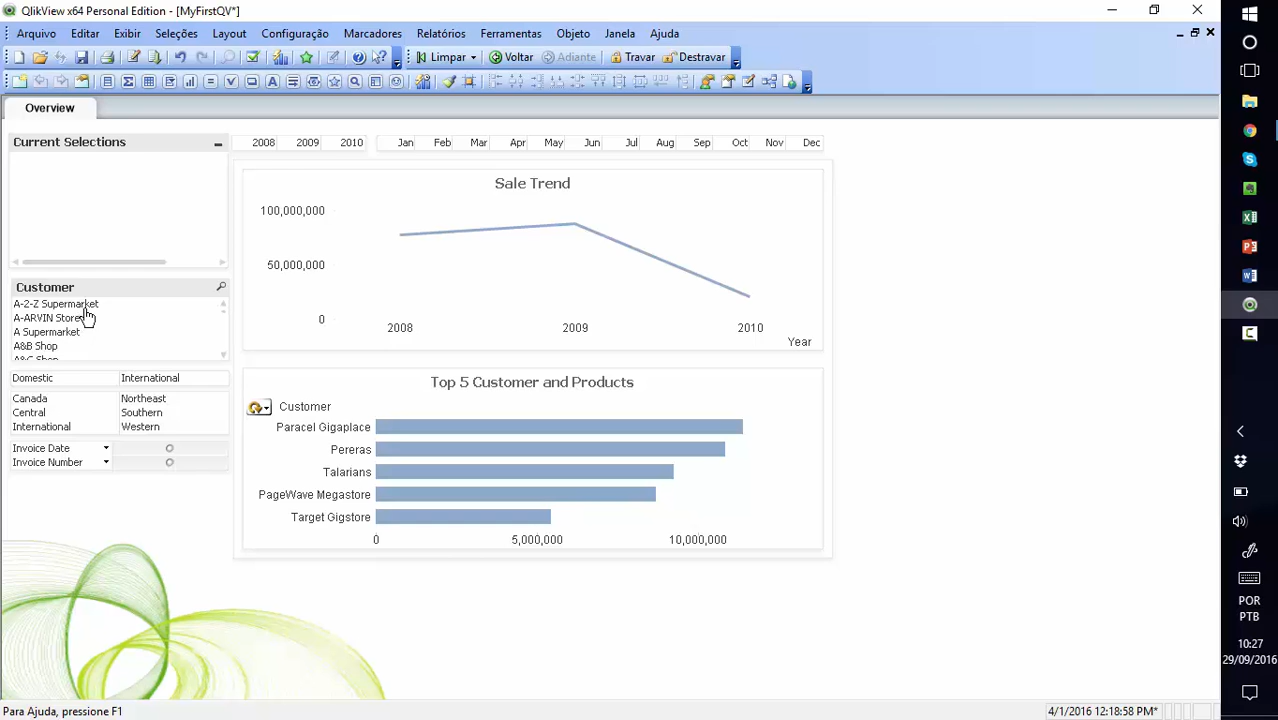 QlikView x64 Personal Edition - [MyFirstQV*]
Arquivo Editar Exibir Seleções Layout Configuração Marcadores Relatórios Ferramentas Objeto Janela Ajuda
Limpar Voltar Adiante Travar Destravar
Overview
Current Selections
2008 2009 2010 Jan Feb Mar Apr May Jun Jul Aug Sep Oct Nov Dec
Sale Trend
100,000,000
50,000,000
0
2008 2009 2010
Year
Customer
A-2-Z Supermarket
A-ARVIN Store
A Supermarket
A&B Shop
A&C Shop
Domestic International
Canada Northeast
Central Southern
International Western
Invoice Date
Invoice Number
Top 5 Customer and Products
Customer
Paracel Gigaplace
Pereras
Talarians
PageWave Megastore
Target Gigstore
0 5,000,000 10,000,000
POR
PTB
10:27
29/09/2016
Para Ajuda, pressione F1
4/1/2016 12:18:58 PM*